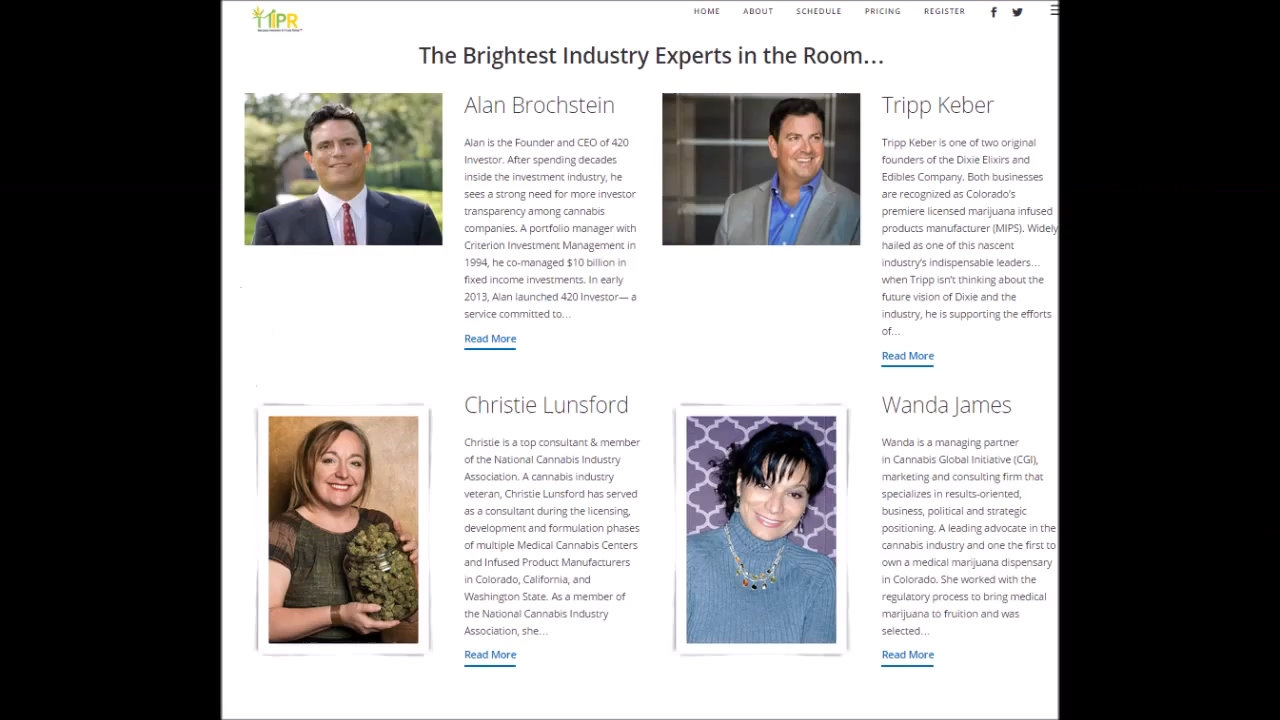 MIPR
HOME ABOUT SCHEDULE PRICING REGISTER
The Brightest Industry Experts in the Room...
Alan Brochstein
Alan is the Founder and CEO of 420
Investor. After spending decades
inside the investment industry, he
sees a strong need for more investor
transparency among cannabis
companies. A portfolio manager with
Criterion Investment Management in
1994, he co-managed $10 billion in
fixed income investments. In early
2013, Alan launched 420 Investor— a
service committed to...
Read More
Tripp Keber
Tripp Keber is one of two original
founders of the Dixie Elixirs and
Edibles Company. Both businesses
are recognized as Colorado's
premiere licensed marijuana infused
products manufacturer (MIPS). Widely
hailed as one of this nascent
industry's indispensable leaders...
when Tripp isn't thinking about the
future vision of Dixie and the
industry, he is supporting the efforts
of...
Read More
Christie Lunsford
Christie is a top consultant & member
of the National Cannabis Industry
Association. A cannabis industry
veteran, Christie Lunsford has served
as a consultant during the licensing,
development and formulation phases
of multiple Medical Cannabis Centers
and Infused Product Manufacturers
in Colorado, California, and
Washington State. As a member of
the National Cannabis Industry
Association, she...
Read More
Wanda James
Wanda is a managing partner
in Cannabis Global Initiative (CGI),
marketing and consulting firm that
specializes in results-oriented,
business, political and strategic
positioning. A leading advocate in the
cannabis industry and one the first to
own a medical marijuana dispensary
in Colorado. She worked with the
regulatory process to bring medical
marijuana to fruition and was
selected...
Read More